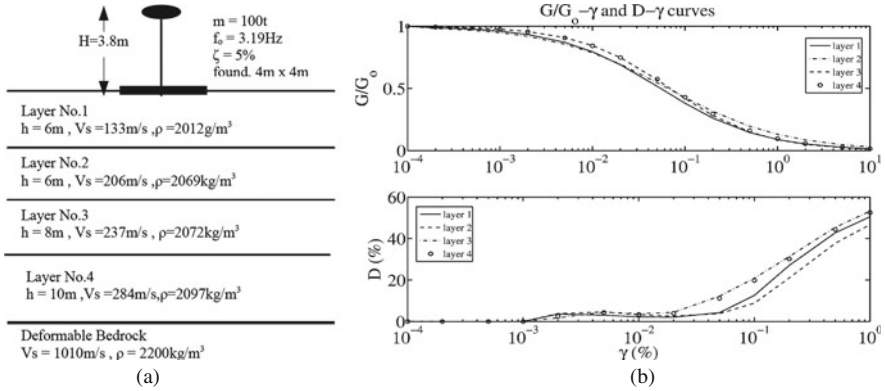 H=3.8m
m = 100t
fₒ = 3.19Hz
ζ = 5%
found. 4m x 4m
Layer No.1
h = 6m , Vs =133m/s ,ρ= 2012g/m³
Layer No.2
h = 6m , Vs =206m/s ,ρ=2069kg/m³
Layer No.3
h = 8m , Vs =237m/s , ρ=2072kg/m³
Layer No.4
h = 10m ,Vs =284m/s,ρ=2097kg/m³
Deformable Bedrock
Vs = 1010m/s , ρ = 2200kg/m³
(a)
G/Gₒ–γ and D–γ curves
G/Gₒ
1
0.5
0
layer 1
layer 2
layer 3
layer 4
10⁻⁴ 10⁻³ 10⁻² 10⁻¹ 10⁰ 10¹
D (%)
60
40
20
0
layer 1
layer 2
layer 3
layer 4
10⁻⁴ 10⁻³ 10⁻² 10⁻¹ 10⁰
γ (%)
(b)